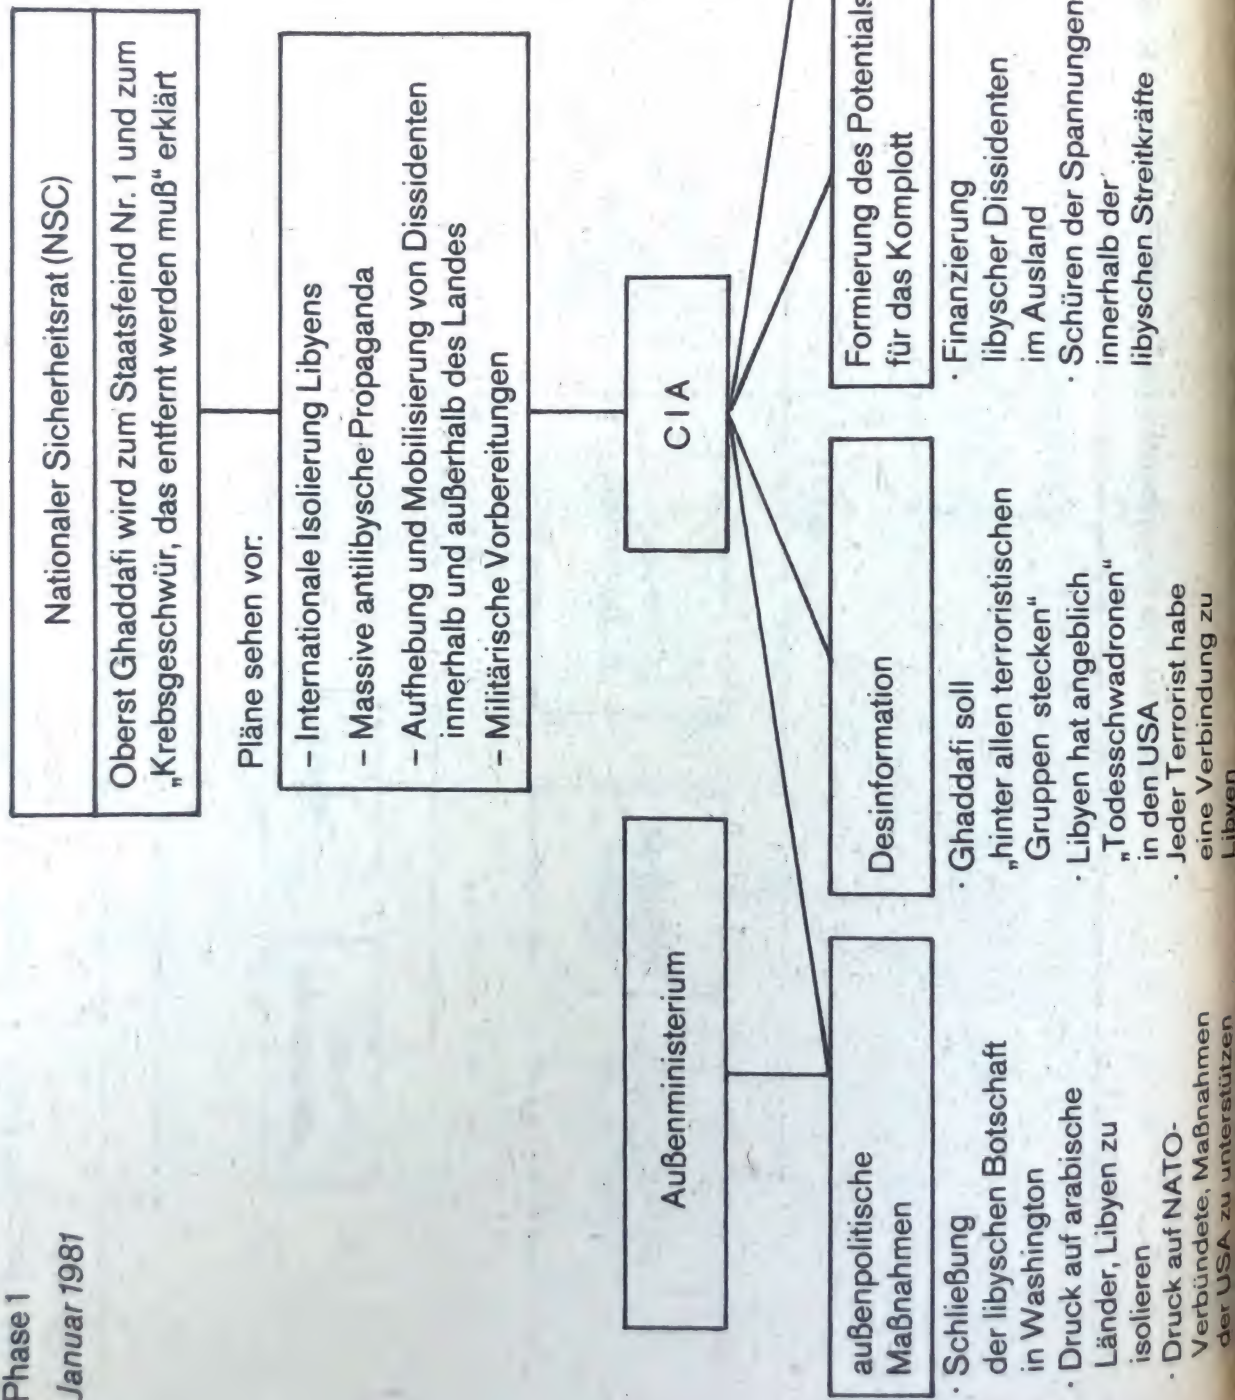 Phase 1
Januar 1981
Nationaler Sicherheitsrat (NSC)
Oberst Ghaddafi wird zum Staatsfeind Nr. 1 und zum
„Krebsgeschwür, das entfernt werden muß“ erklärt
Pläne sehen vor:
– Internationale Isolierung Libyens
– Massive antilibysche Propaganda
– Aufhebung und Mobilisierung von Dissidenten
innerhalb und außerhalb des Landes
– Militärische Vorbereitungen
Außenministerium
CIA
außenpolitische
Maßnahmen
· Schließung
der libyschen Botschaft
in Washington
· Druck auf arabische
Länder, Libyen zu
isolieren
· Druck auf NATO-
Verbündete, Maßnahmen
der USA zu unterstützen
Desinformation
· Ghaddafi soll
„hinter allen terroristischen
Gruppen stecken“
· Libyen hat angeblich
„Todesschwadronen“
in den USA
· Jeder Terrorist habe
eine Verbindung zu
Libyen
Formierung des Potentials
für das Komplott
· Finanzierung
libyscher Dissidenten
im Ausland
· Schüren der Spannungen
innerhalb der
libyschen Streitkräfte